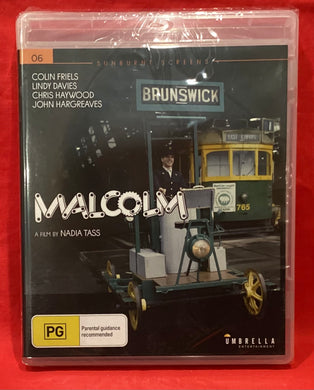 06
SUNBURNT SCREENS
COLIN FRIELS
LINDY DAVIES
CHRIS HAYWOOD
JOHN HARGREAVES
BRUNSWICK
765
MALCOLM
A FILM BY NADIA TASS
PG
Parental guidance
recommended
UMBRELLA
ENTERTAINMENT